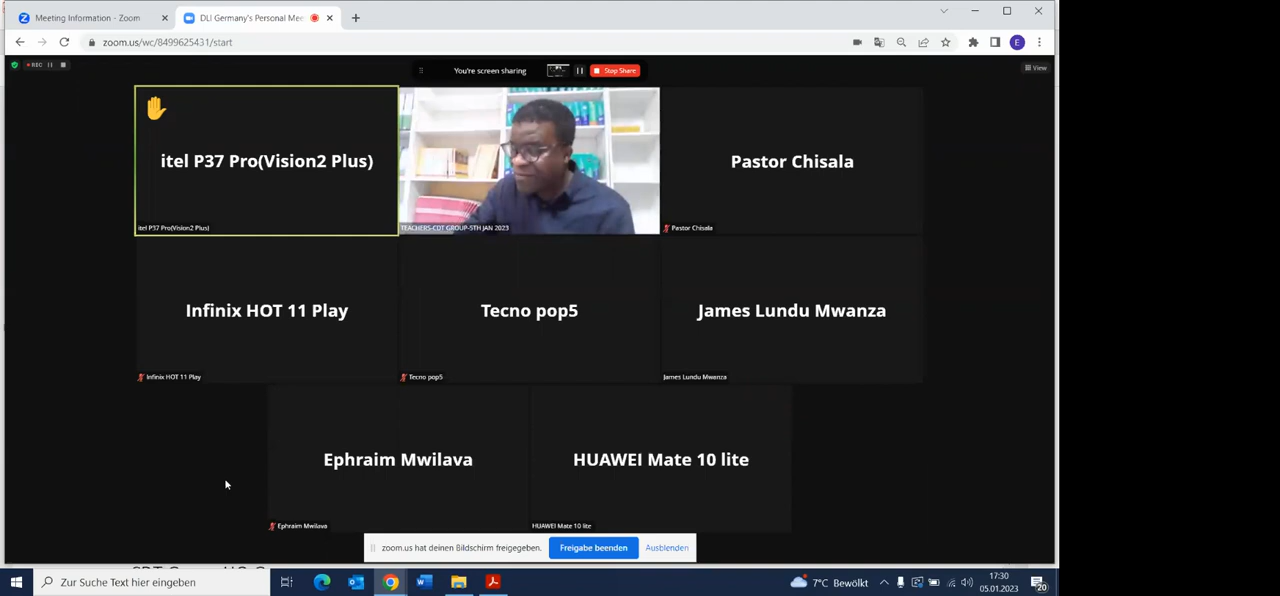 Meeting Information - Zoom
DLI Germany's Personal Mee
zoom.us/wc/8499625431/start
E
REC
You're screen sharing
Stop Share
View
itel P37 Pro(Vision2 Plus)
itel P37 Pro(Vision2 Plus)
TEACHERS-CDT GROUP-5TH JAN 2023
Pastor Chisala
Pastor Chisala
Infinix HOT 11 Play
Infinix HOT 11 Play
Tecno pop5
Tecno pop5
James Lundu Mwanza
James Lundu Mwanza
Ephraim Mwilava
Ephraim Mwilava
HUAWEI Mate 10 lite
HUAWEI Mate 10 lite
zoom.us hat deinen Bildschirm freigegeben.
Freigabe beenden
Ausblenden
Zur Suche Text hier eingeben
7°C Bewölkt
17:30
05.01.2023
20